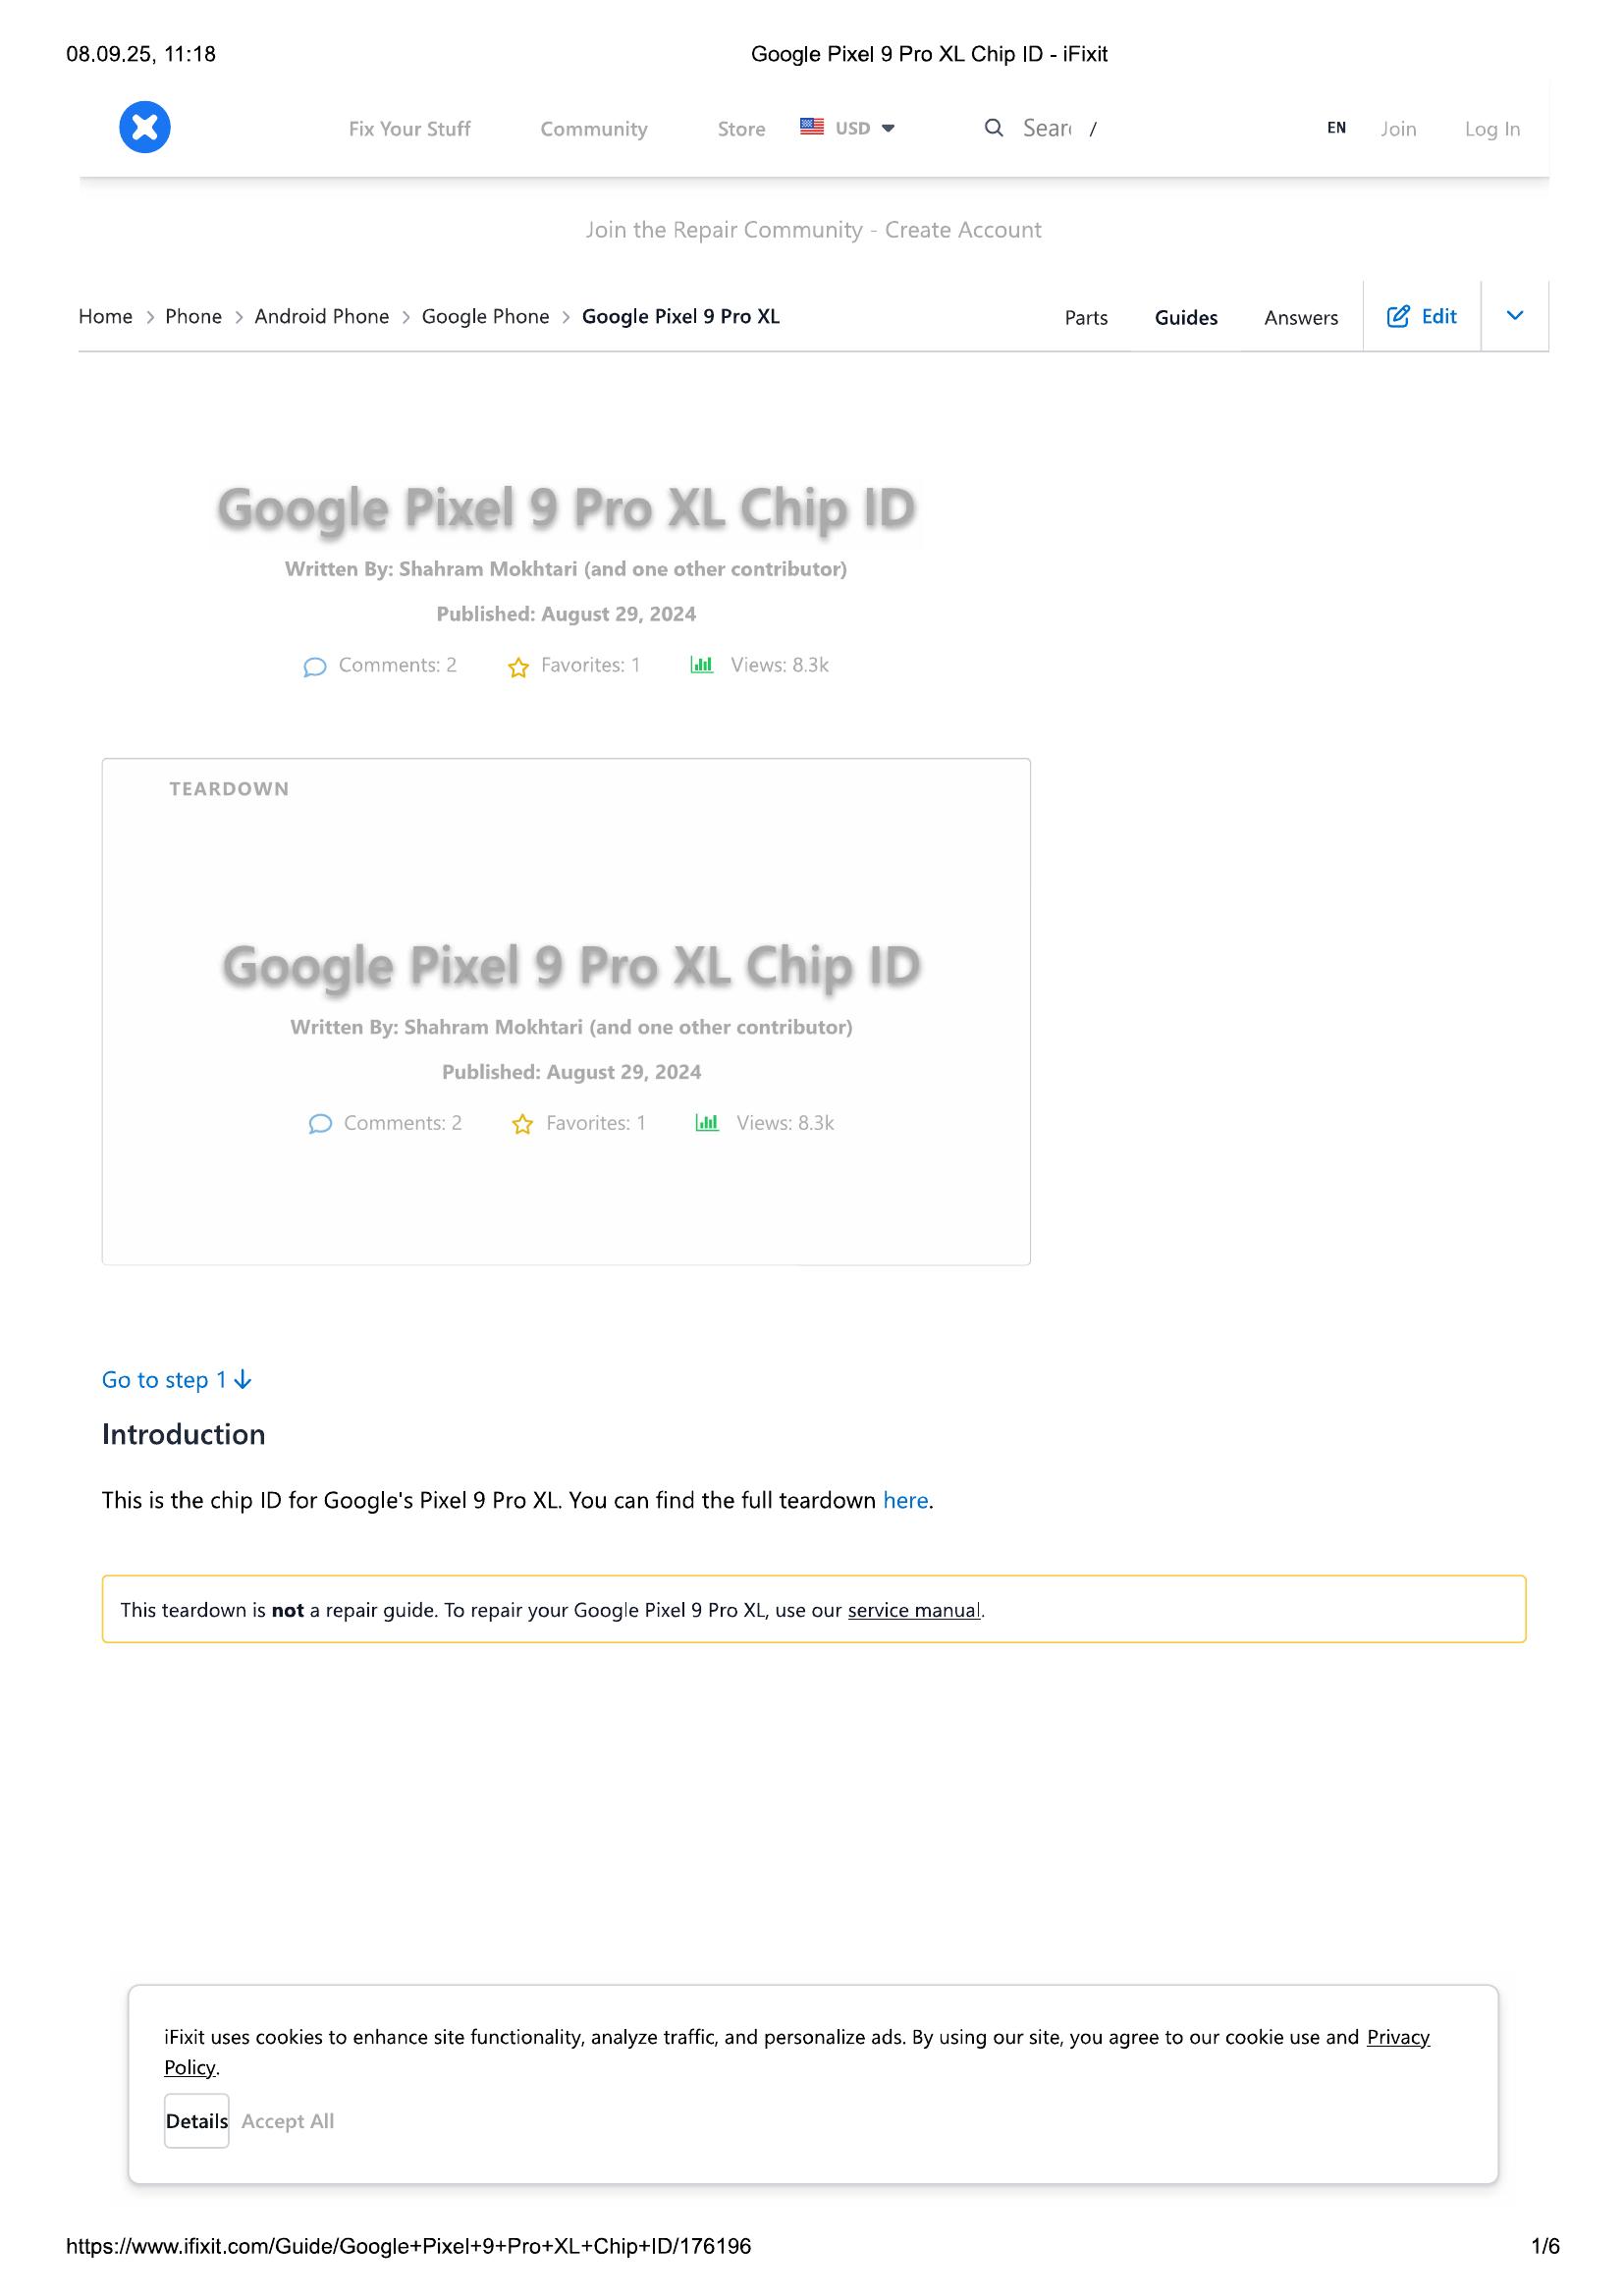 08.09.25, 11:18
Google Pixel 9 Pro XL Chip ID - iFixit
Fix Your Stuff
Community
Store
USD
Sear
/
EN
Join
Log In
Join the Repair Community - Create Account
Home > Phone > Android Phone > Google Phone > Google Pixel 9 Pro XL
Parts
Guides
Answers
Edit
Google Pixel 9 Pro XL Chip ID
Written By: Shahram Mokhtari (and one other contributor)
Published: August 29, 2024
Comments: 2
Favorites: 1
Views: 8.3k
TEARDOWN
Google Pixel 9 Pro XL Chip ID
Written By: Shahram Mokhtari (and one other contributor)
Published: August 29, 2024
Comments: 2
Favorites: 1
Views: 8.3k
Go to step 1
Introduction
This is the chip ID for Google's Pixel 9 Pro XL. You can find the full teardown here.
This teardown is not a repair guide. To repair your Google Pixel 9 Pro XL, use our service manual.
iFixit uses cookies to enhance site functionality, analyze traffic, and personalize ads. By using our site, you agree to our cookie use and Privacy
Policy.
Details
Accept All
https://www.ifixit.com/Guide/Google+Pixel+9+Pro+XL+Chip+ID/176196
1/6